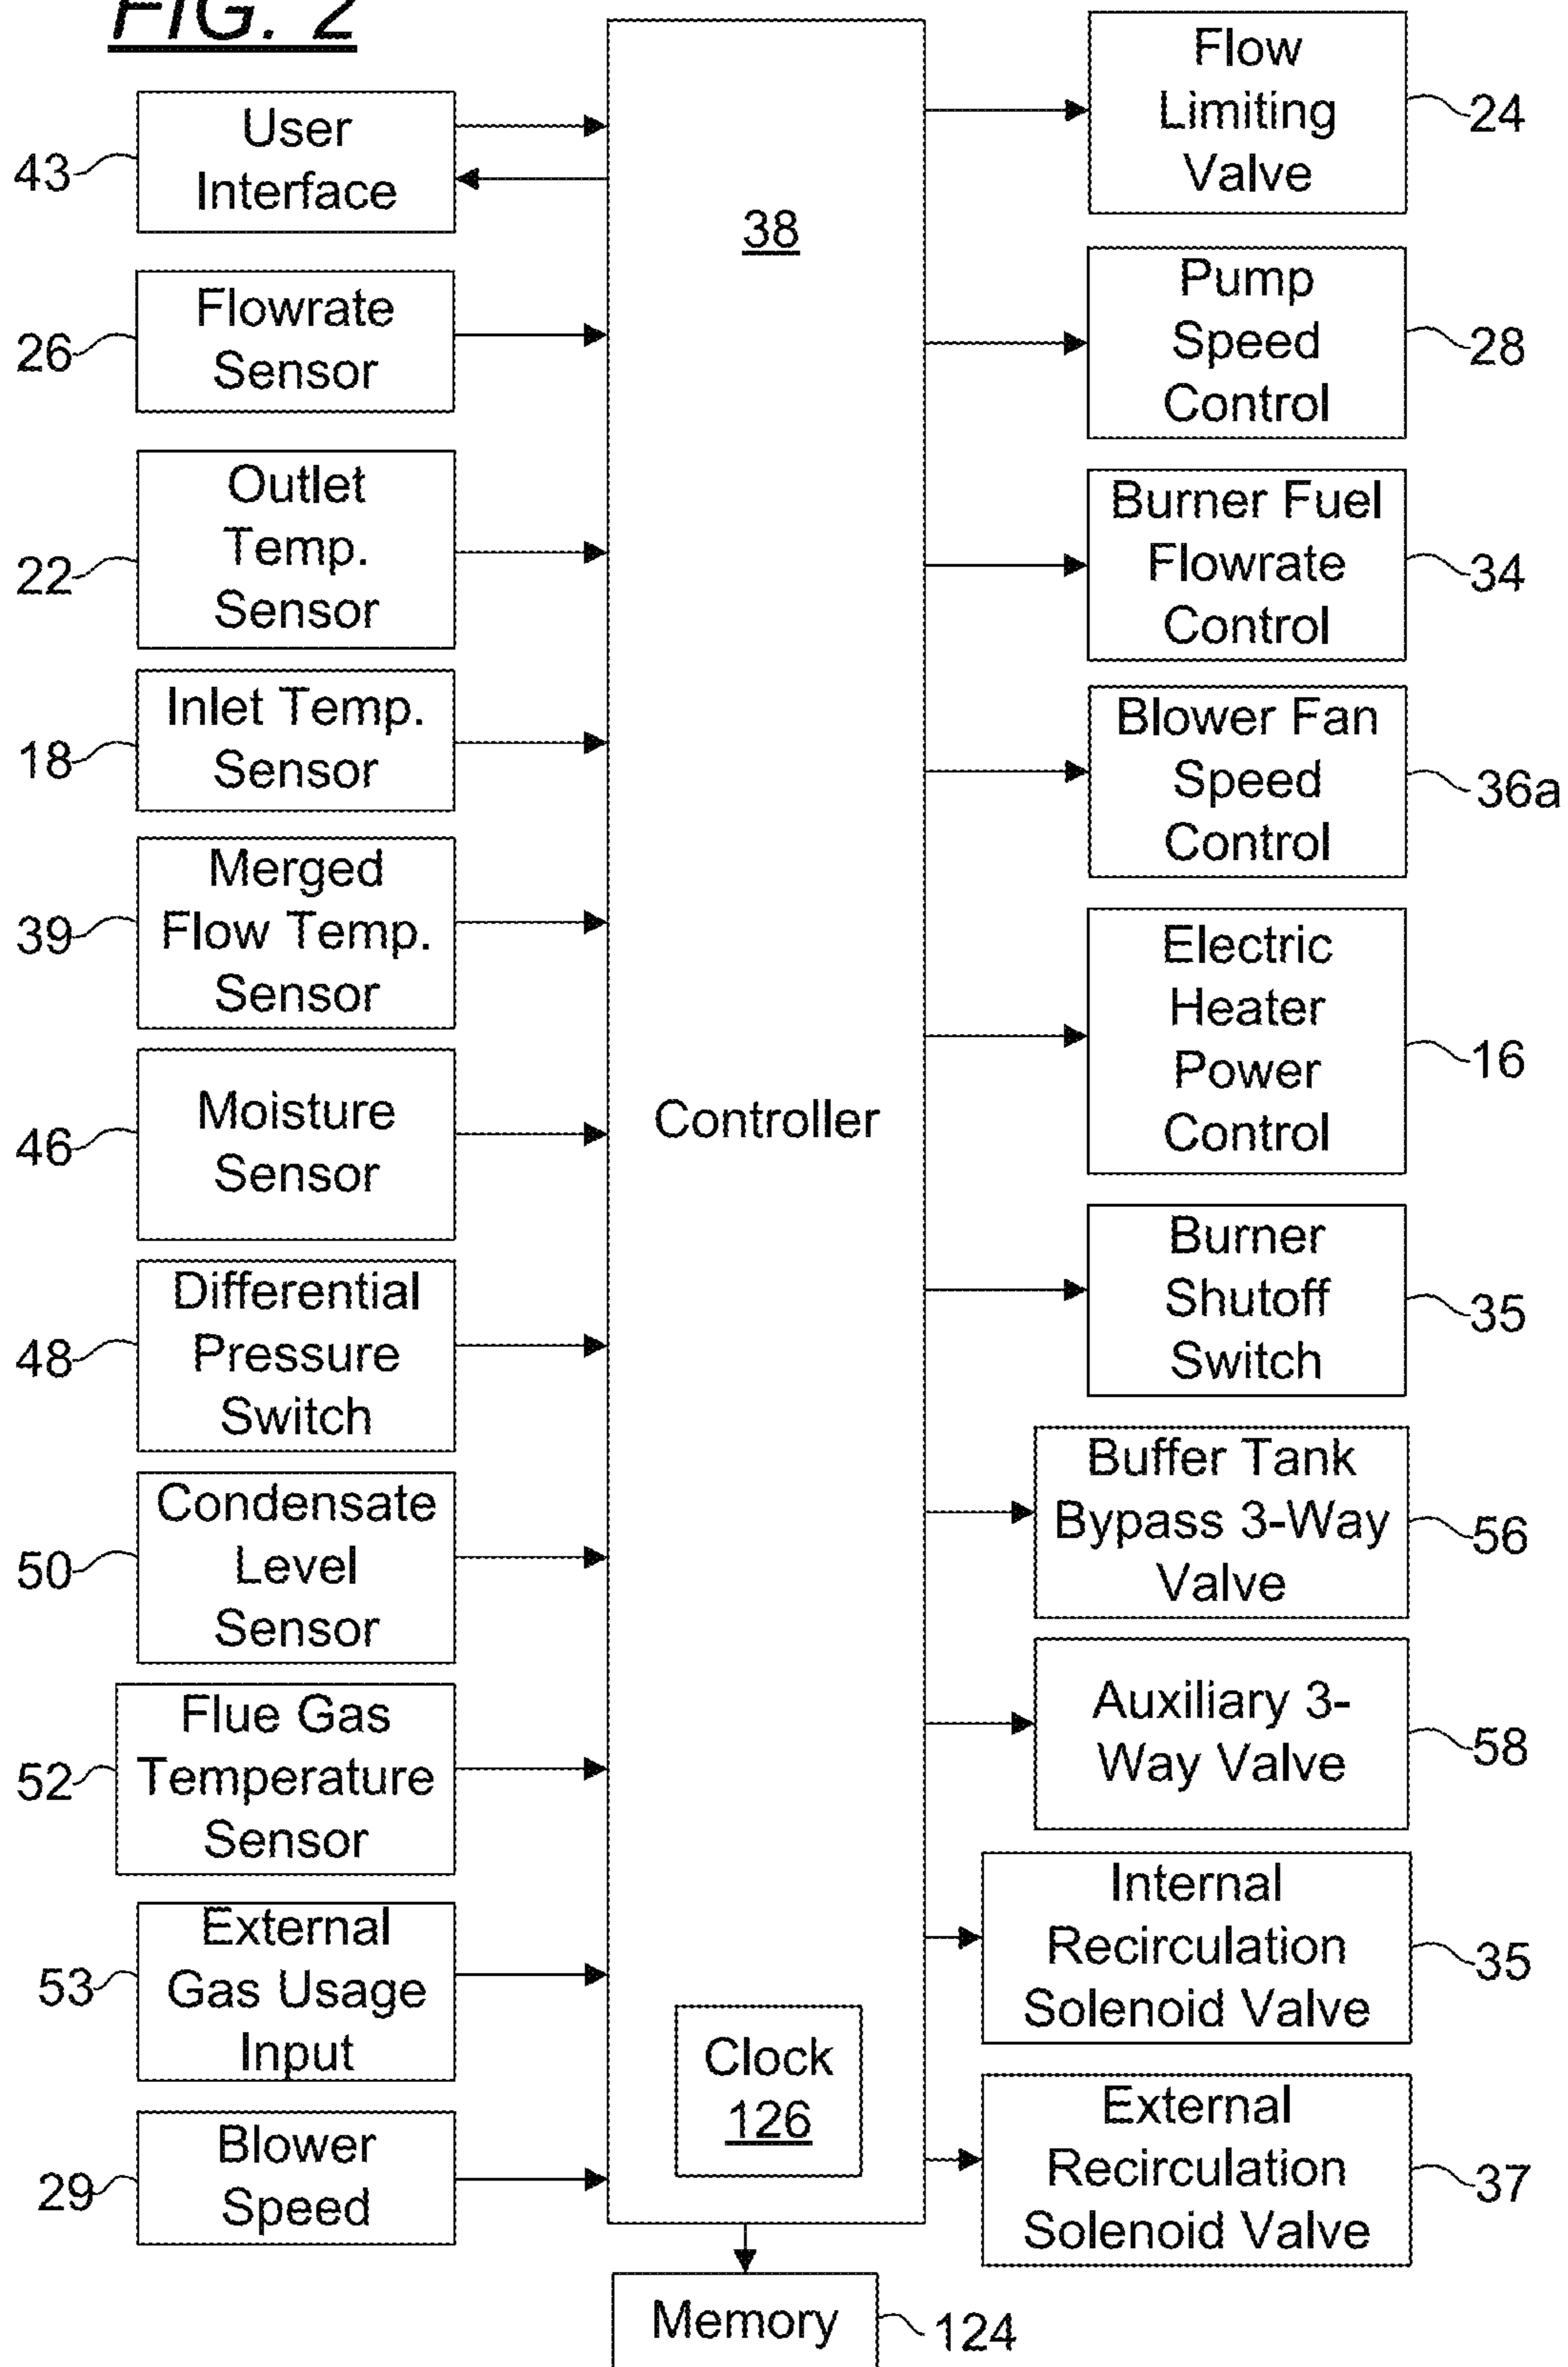 FIG. 2
User
Interface
43
Flowrate
Sensor
26
Outlet
Temp.
Sensor
22
Inlet Temp.
Sensor
18
Merged
Flow Temp.
Sensor
39
Moisture
Sensor
46
Differential
Pressure
Switch
48
Condensate
Level
Sensor
50
Flue Gas
Temperature
Sensor
52
External
Gas Usage
Input
53
Blower
Speed
29
38
Controller
Clock
126
Memory
124
Flow
Limiting
Valve
24
Pump
Speed
Control
28
Burner Fuel
Flowrate
Control
34
Blower Fan
Speed
Control
36a
Electric
Heater
Power
Control
16
Burner
Shutoff
Switch
35
Buffer Tank
Bypass 3-Way
Valve
56
Auxiliary 3-
Way Valve
58
Internal
Recirculation
Solenoid Valve
35
External
Recirculation
Solenoid Valve
37